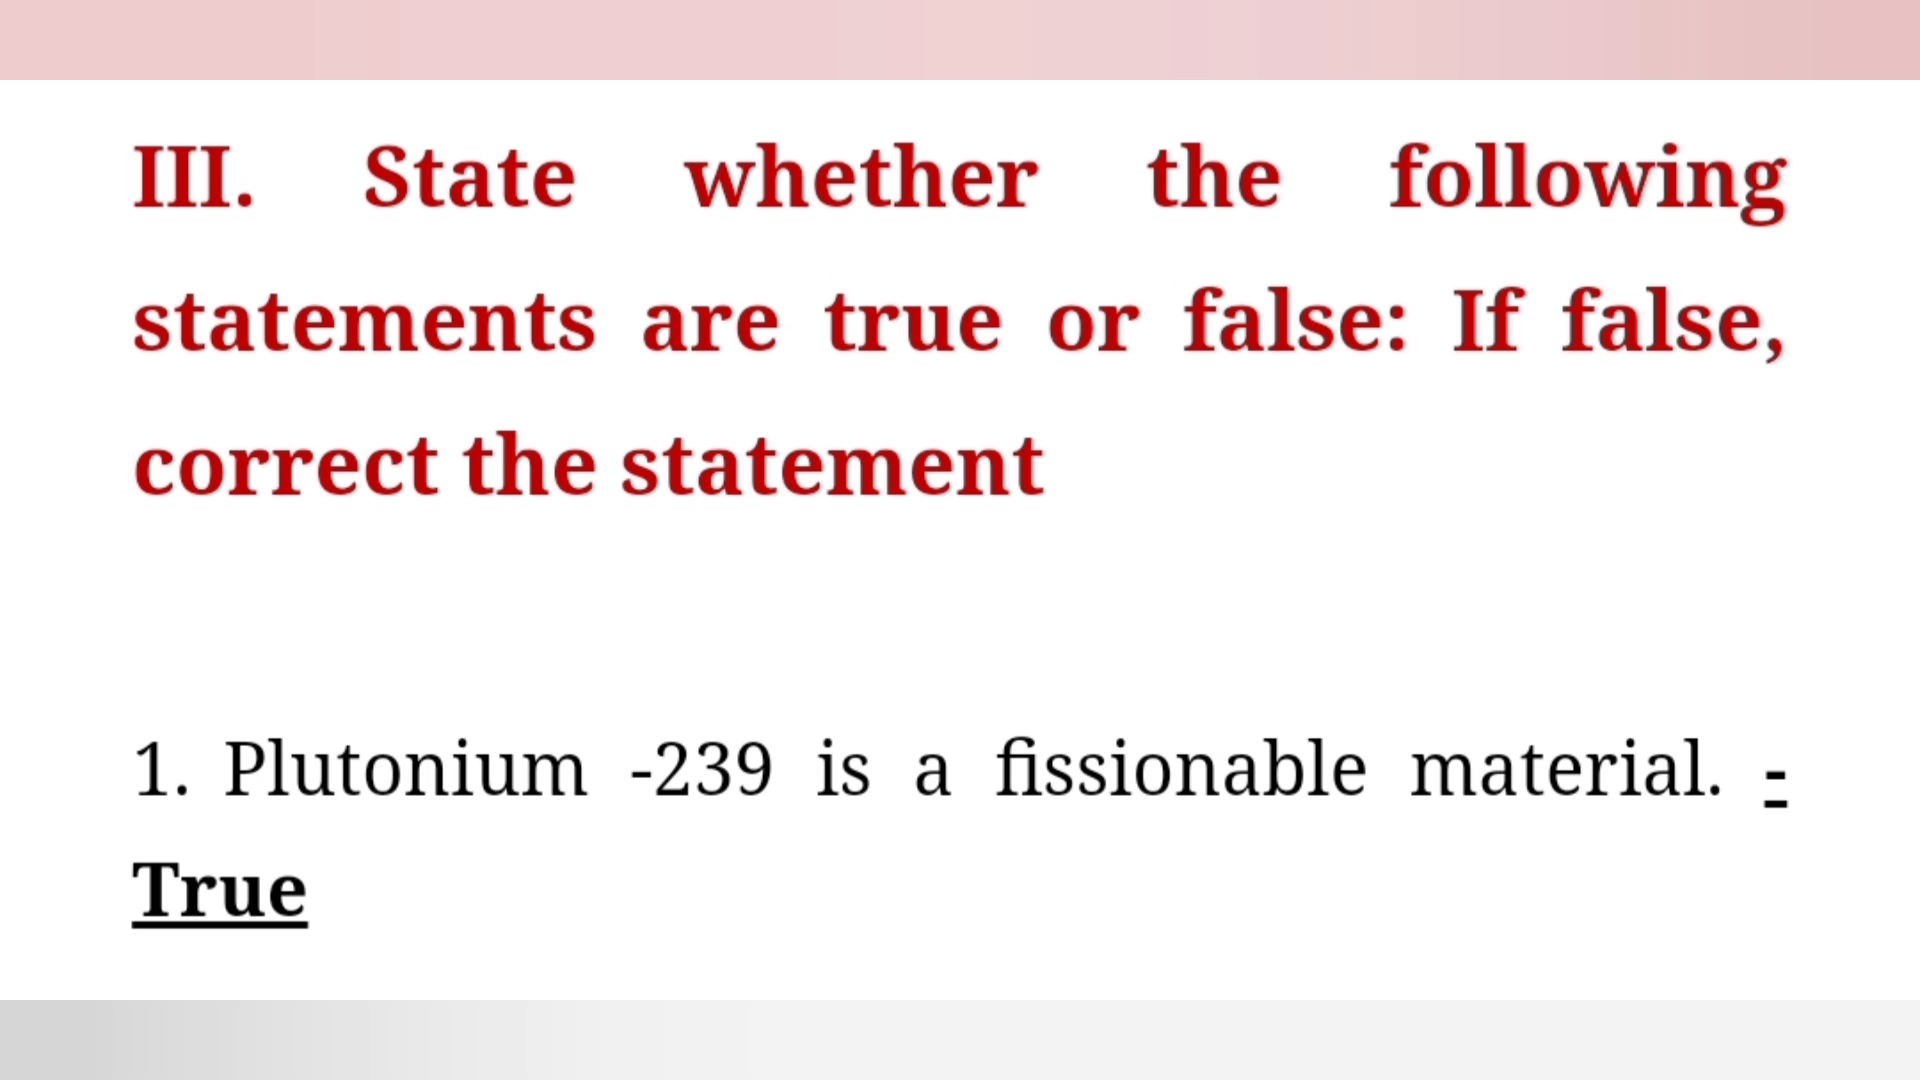 III. State whether the following
statements are true or false: If false,
correct the statement
1. Plutonium -239 is a fissionable material. -
True